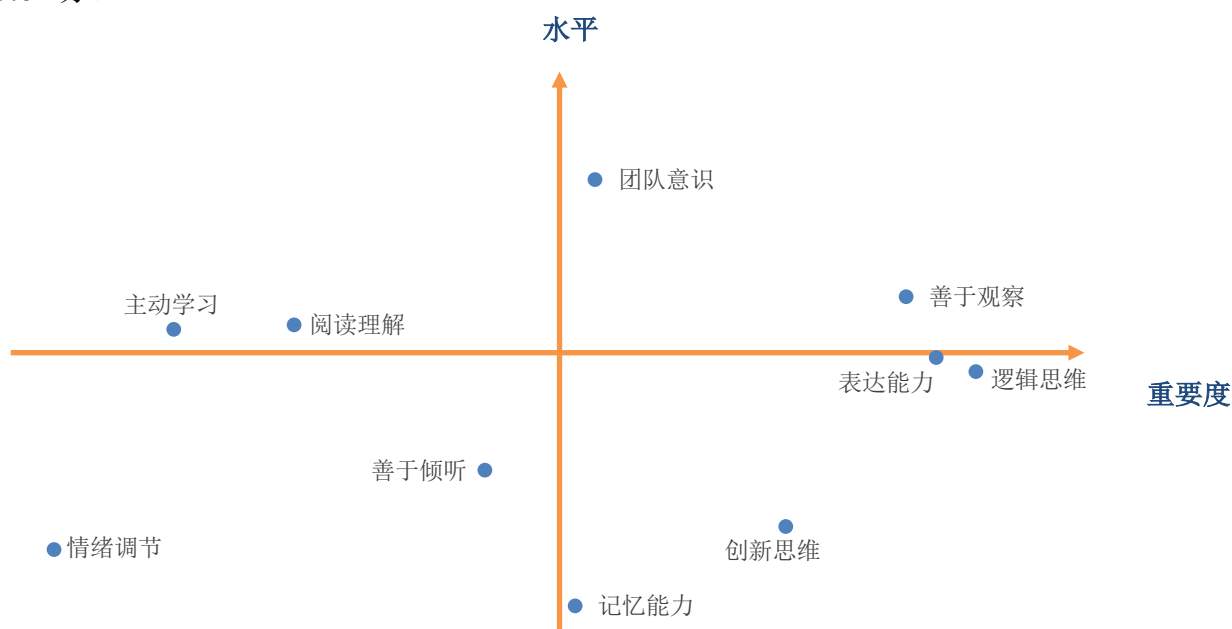 水平
团队意识
善于观察
主动学习
阅读理解
表达能力
逻辑思维
重要度
善于倾听
情绪调节
创新思维
记忆能力